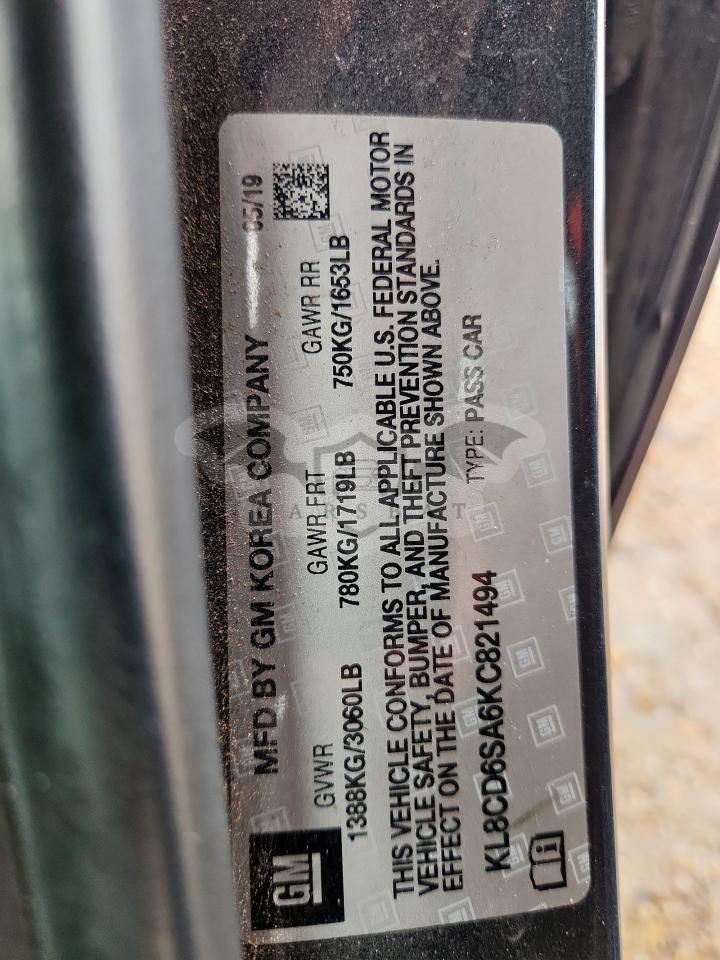 GM
MFD BY GM KOREA COMPANY 05/19
GVWR GAWR FRT GAWR RR
1388KG/3060LB 780KG/1719LB 750KG/1653LB
THIS VEHICLE CONFORMS TO ALL APPLICABLE U.S. FEDERAL MOTOR
VEHICLE SAFETY, BUMPER, AND THEFT PREVENTION STANDARDS IN
EFFECT ON THE DATE OF MANUFACTURE SHOWN ABOVE.
KL8CD6SA6KC821494 TYPE: PASS CAR